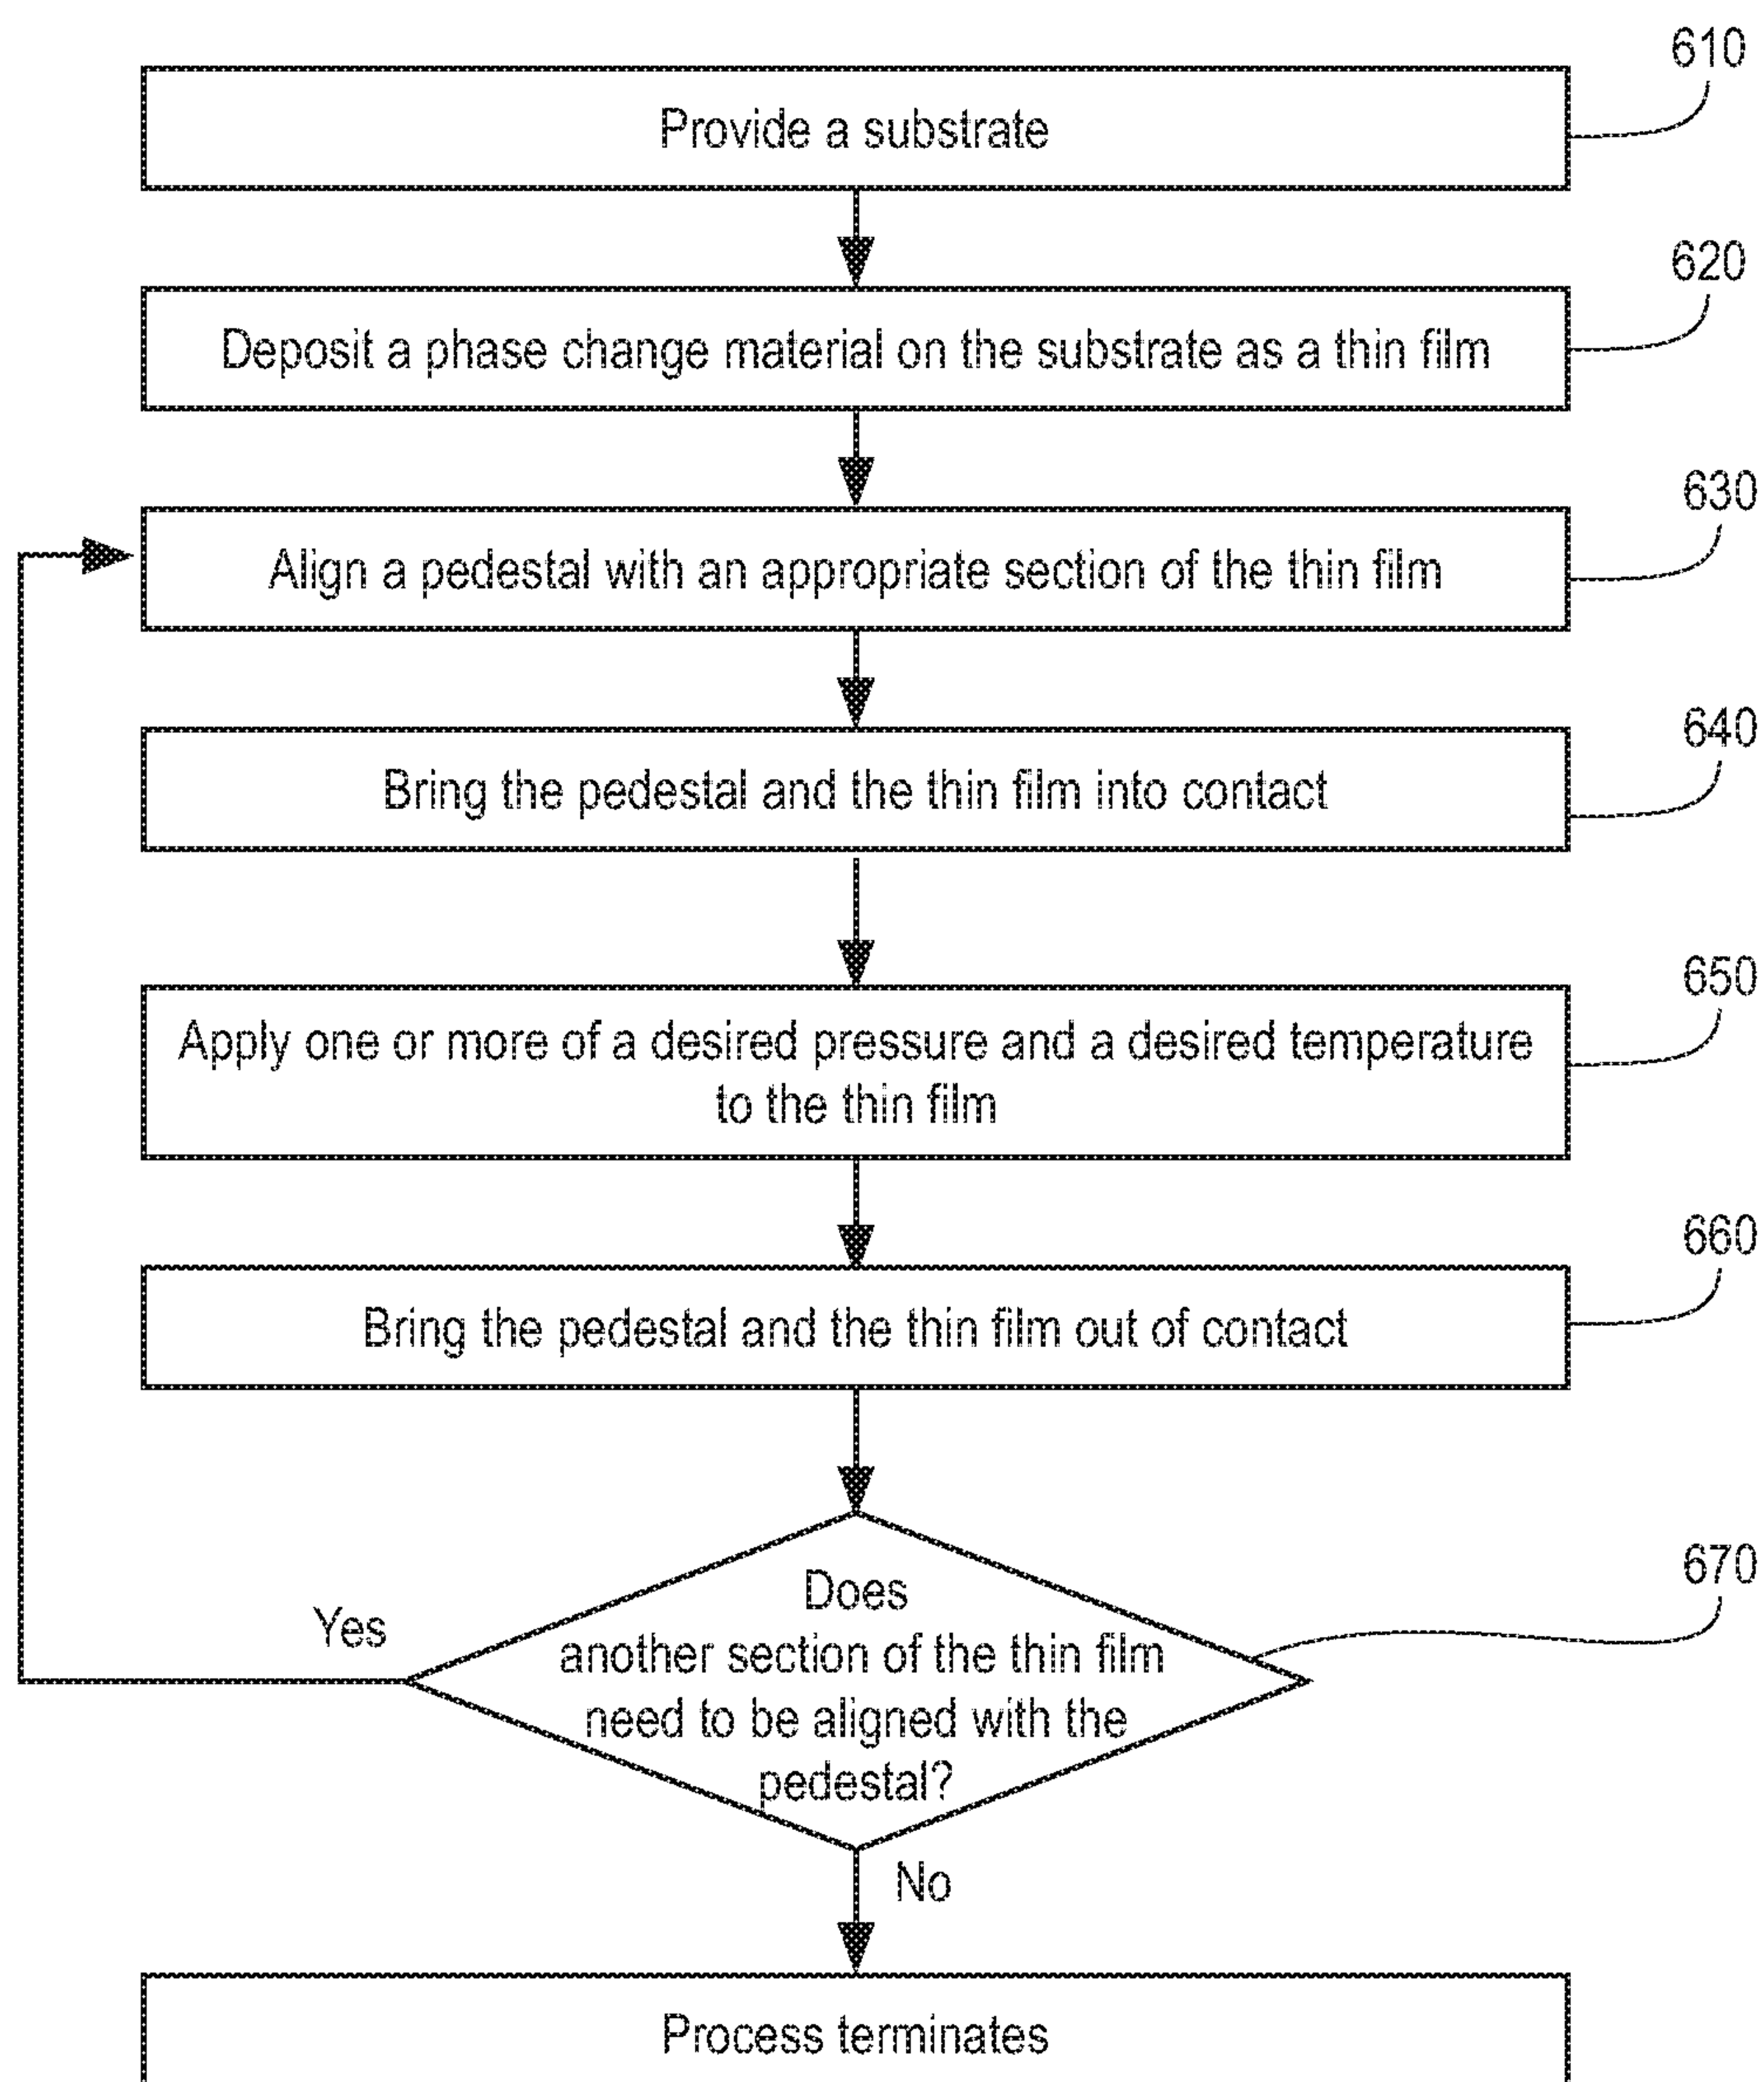 610
Provide a substrate
620
Deposit a phase change material on the substrate as a thin film
630
Align a pedestal with an appropriate section of the thin film
640
Bring the pedestal and the thin film into contact
650
Apply one or more of a desired pressure and a desired temperature
to the thin film
660
Bring the pedestal and the thin film out of contact
670
Does
another section of the thin film
need to be aligned with the
pedestal?
Yes
No
Process terminates